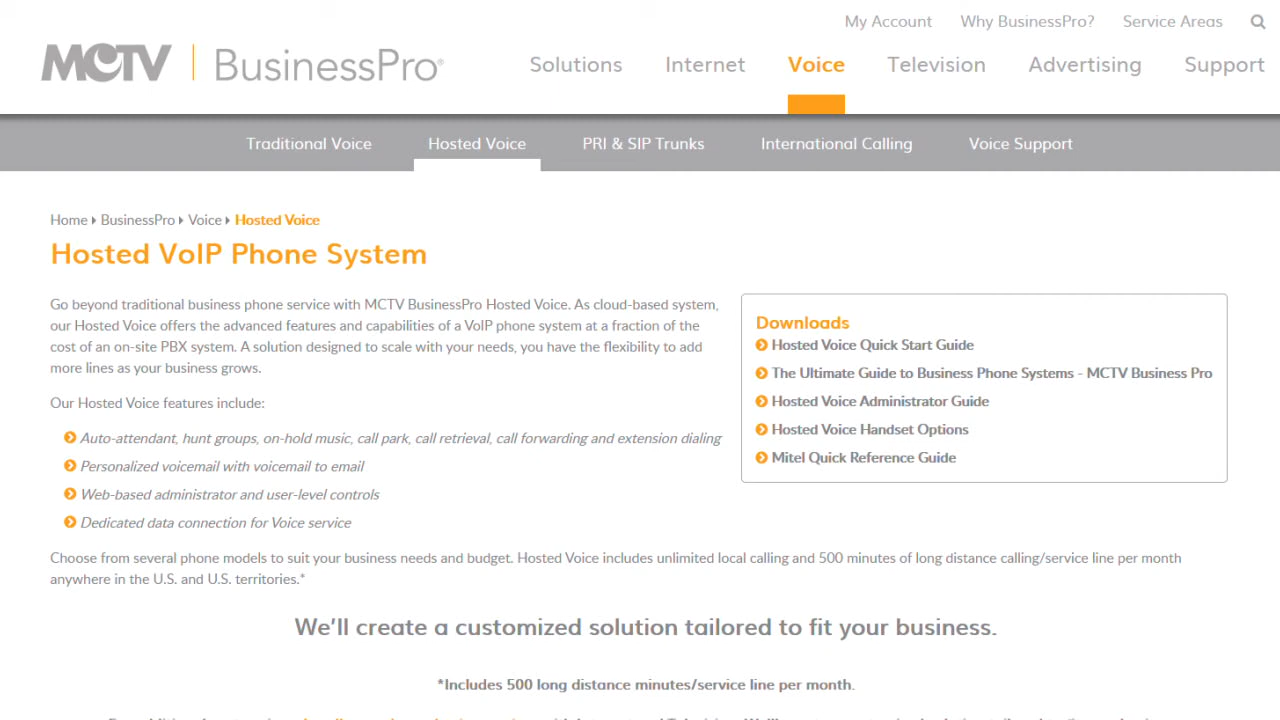 My Account Why BusinessPro? Service Areas
MCTV | BusinessPro®
Solutions Internet Voice Television Advertising Support
Traditional Voice Hosted Voice PRI & SIP Trunks International Calling Voice Support
Home BusinessPro Voice Hosted Voice
Hosted VoIP Phone System
Go beyond traditional business phone service with MCTV BusinessPro Hosted Voice. As cloud-based system,
our Hosted Voice offers the advanced features and capabilities of a VoIP phone system at a fraction of the
cost of an on-site PBX system. A solution designed to scale with your needs, you have the flexibility to add
more lines as your business grows.
Our Hosted Voice features include:
Auto-attendant, hunt groups, on-hold music, call park, call retrieval, call forwarding and extension dialing
Personalized voicemail with voicemail to email
Web-based administrator and user-level controls
Dedicated data connection for Voice service
Downloads
Hosted Voice Quick Start Guide
The Ultimate Guide to Business Phone Systems - MCTV Business Pro
Hosted Voice Administrator Guide
Hosted Voice Handset Options
Mitel Quick Reference Guide
Choose from several phone models to suit your business needs and budget. Hosted Voice includes unlimited local calling and 500 minutes of long distance calling/service line per month
anywhere in the U.S. and U.S. territories.*
We'll create a customized solution tailored to fit your business.
*Includes 500 long distance minutes/service line per month.